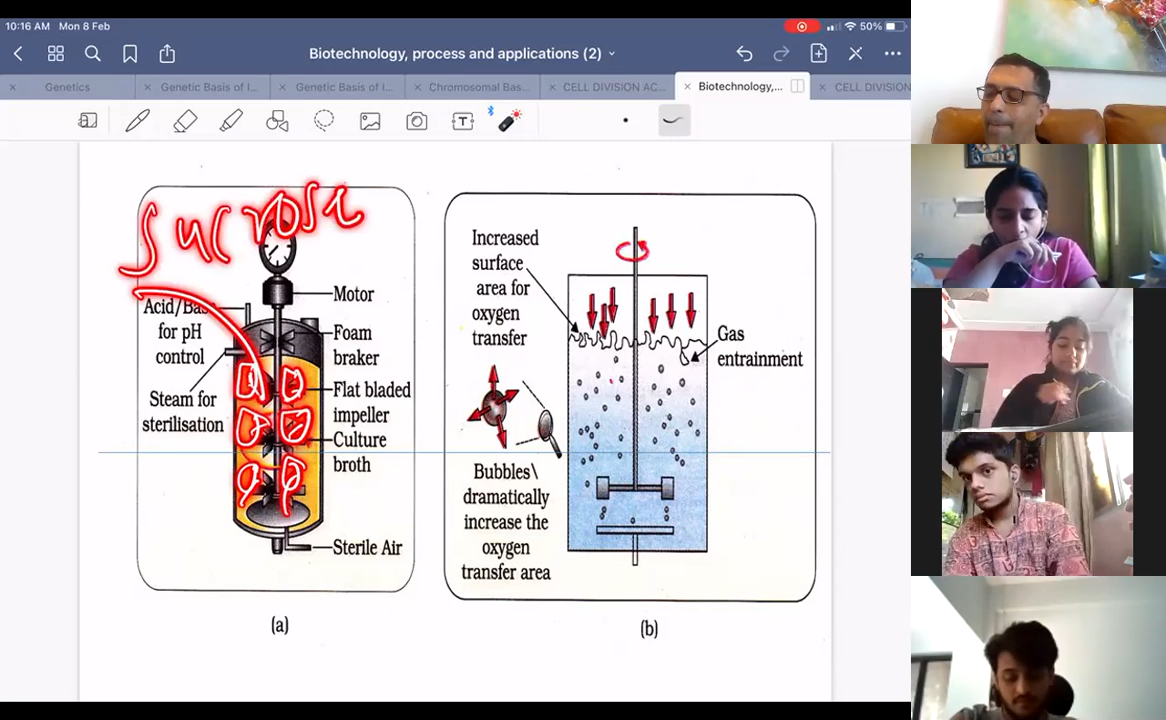 10:16 AM Mon 8 Feb
50%
Biotechnology, process and applications (2)
Genetics
Genetic Basis of I...
Genetic Basis of I...
Chromosomal Bas...
CELL DIVISION AC...
Biotechnology,...
CELL DIVISION
T
Sucrose
Acid/Bas
for pH
control
Steam for
sterilisation
Motor
Foam
braker
Flat bladed
impeller
Culture
broth
Sterile Air
(a)
Increased
surface
area for
oxygen
transfer
Gas
entrainment
Bubbles\
dramatically
increase the
oxygen
transfer area
(b)